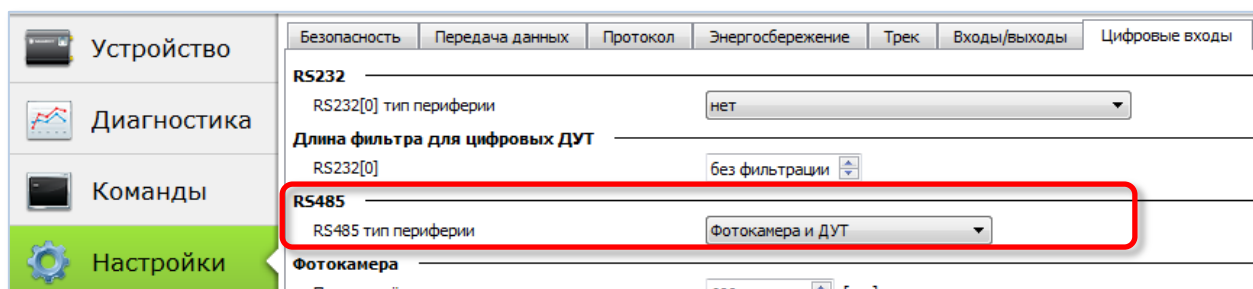 Устройство
Диагностика
Команды
Настройки
Безопасность Передача данных Протокол Энергосбережение Трек Входы/выходы Цифровые входы
RS232
RS232[0] тип периферии нет
Длина фильтра для цифровых ДУТ
RS232[0] без фильтрации
RS485
RS485 тип периферии Фотокамера и ДУТ
Фотокамера